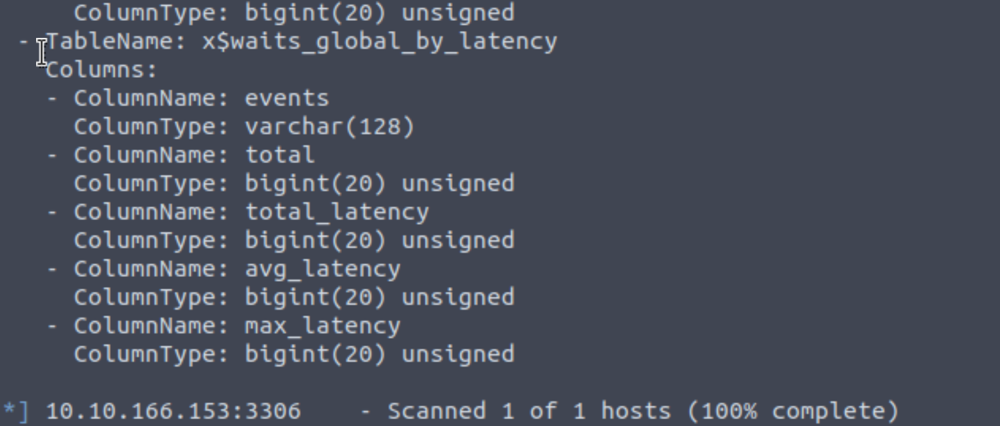 ColumnType: bigint(20) unsigned
- TableName: x$waits_global_by_latency
Columns:
- ColumnName: events
ColumnType: varchar(128)
- ColumnName: total
ColumnType: bigint(20) unsigned
- ColumnName: total_latency
ColumnType: bigint(20) unsigned
- ColumnName: avg_latency
ColumnType: bigint(20) unsigned
- ColumnName: max_latency
ColumnType: bigint(20) unsigned
*] 10.10.166.153:3306 - Scanned 1 of 1 hosts (100% complete)